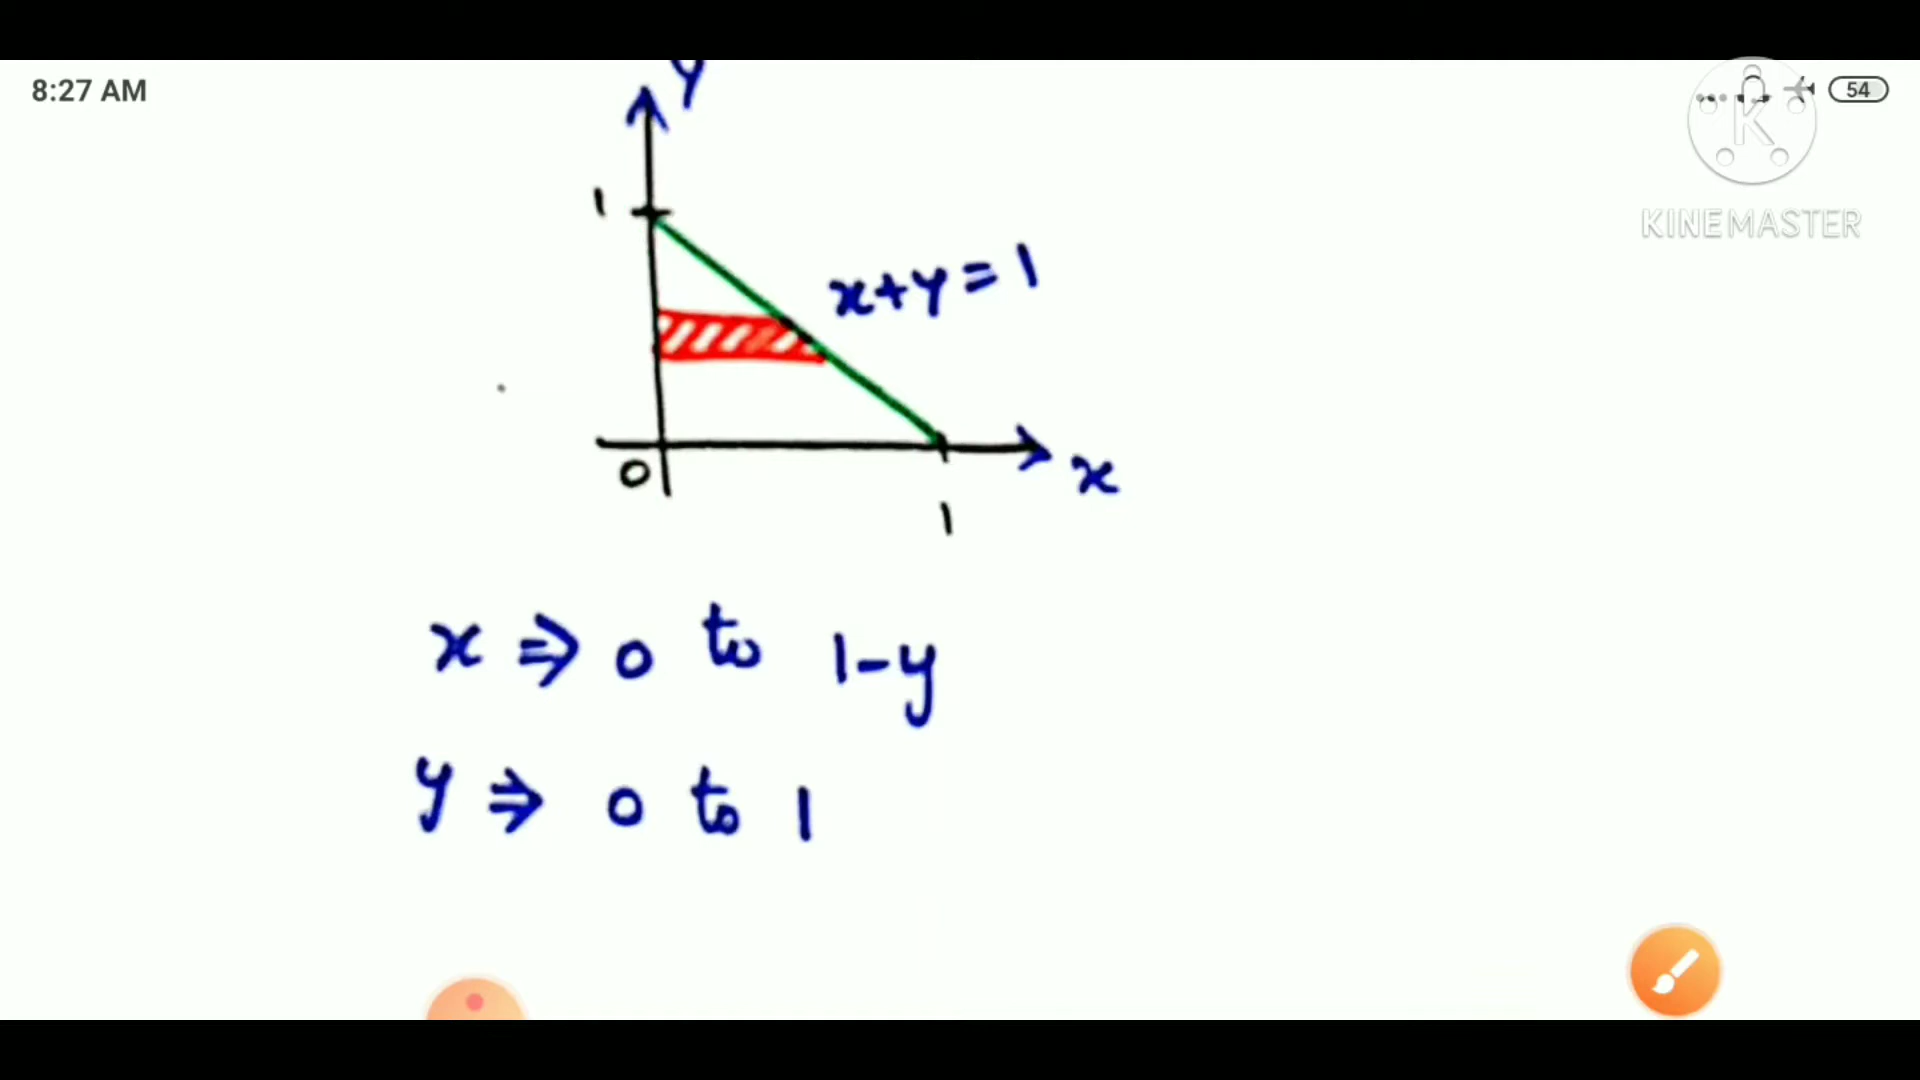 8:27 AM
54
K
KINEMASTER
y
1
x+y=1
0
x
1
x ⇒ 0 to 1-y
y ⇒ 0 to 1